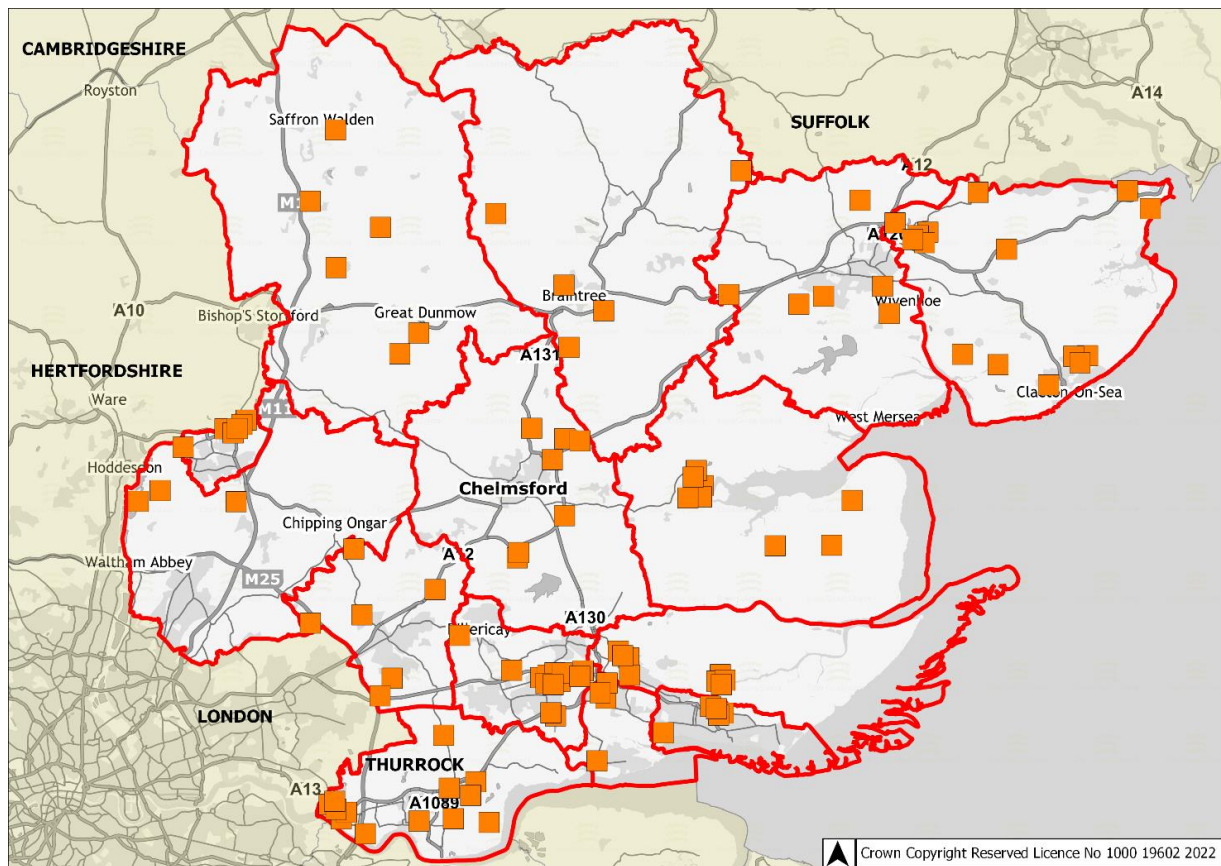 CAMBRIDGESHIRE
Royston
A14
Saffron Walden
SUFFOLK
A12
A10
Braintree
Wivenhoe
Bishop'S Stortford
Great Dunmow
A131
HERTFORDSHIRE
Ware
M11
Clacton-On-Sea
West Mersea
Hoddesdon
Chelmsford
Chipping Ongar
Waltham Abbey
A12
M25
A130
Billericay
LONDON
THURROCK
A13
A1089
Crown Copyright Reserved Licence No 1000 19602 2022